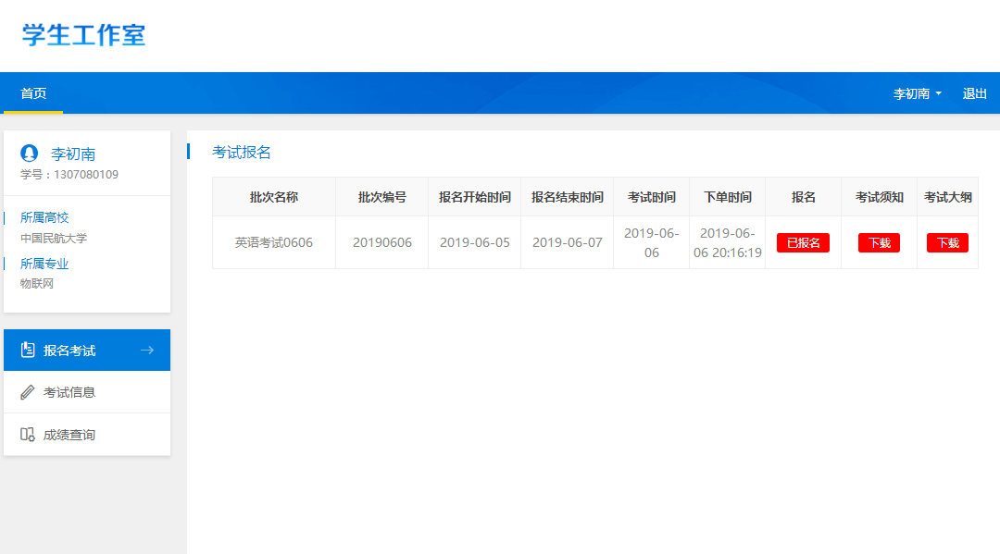 学生工作室
首页
李初南
退出
李初南
学号：1307080109
所属高校
中国民航大学
所属专业
物联网
报名考试
考试信息
成绩查询
考试报名
批次名称 批次编号 报名开始时间 报名结束时间 考试时间 下单时间 报名 考试须知 考试大纲
英语考试0606 20190606 2019-06-05 2019-06-07 2019-06-06 2019-06-06 20:16:19 已报名 下载 下载